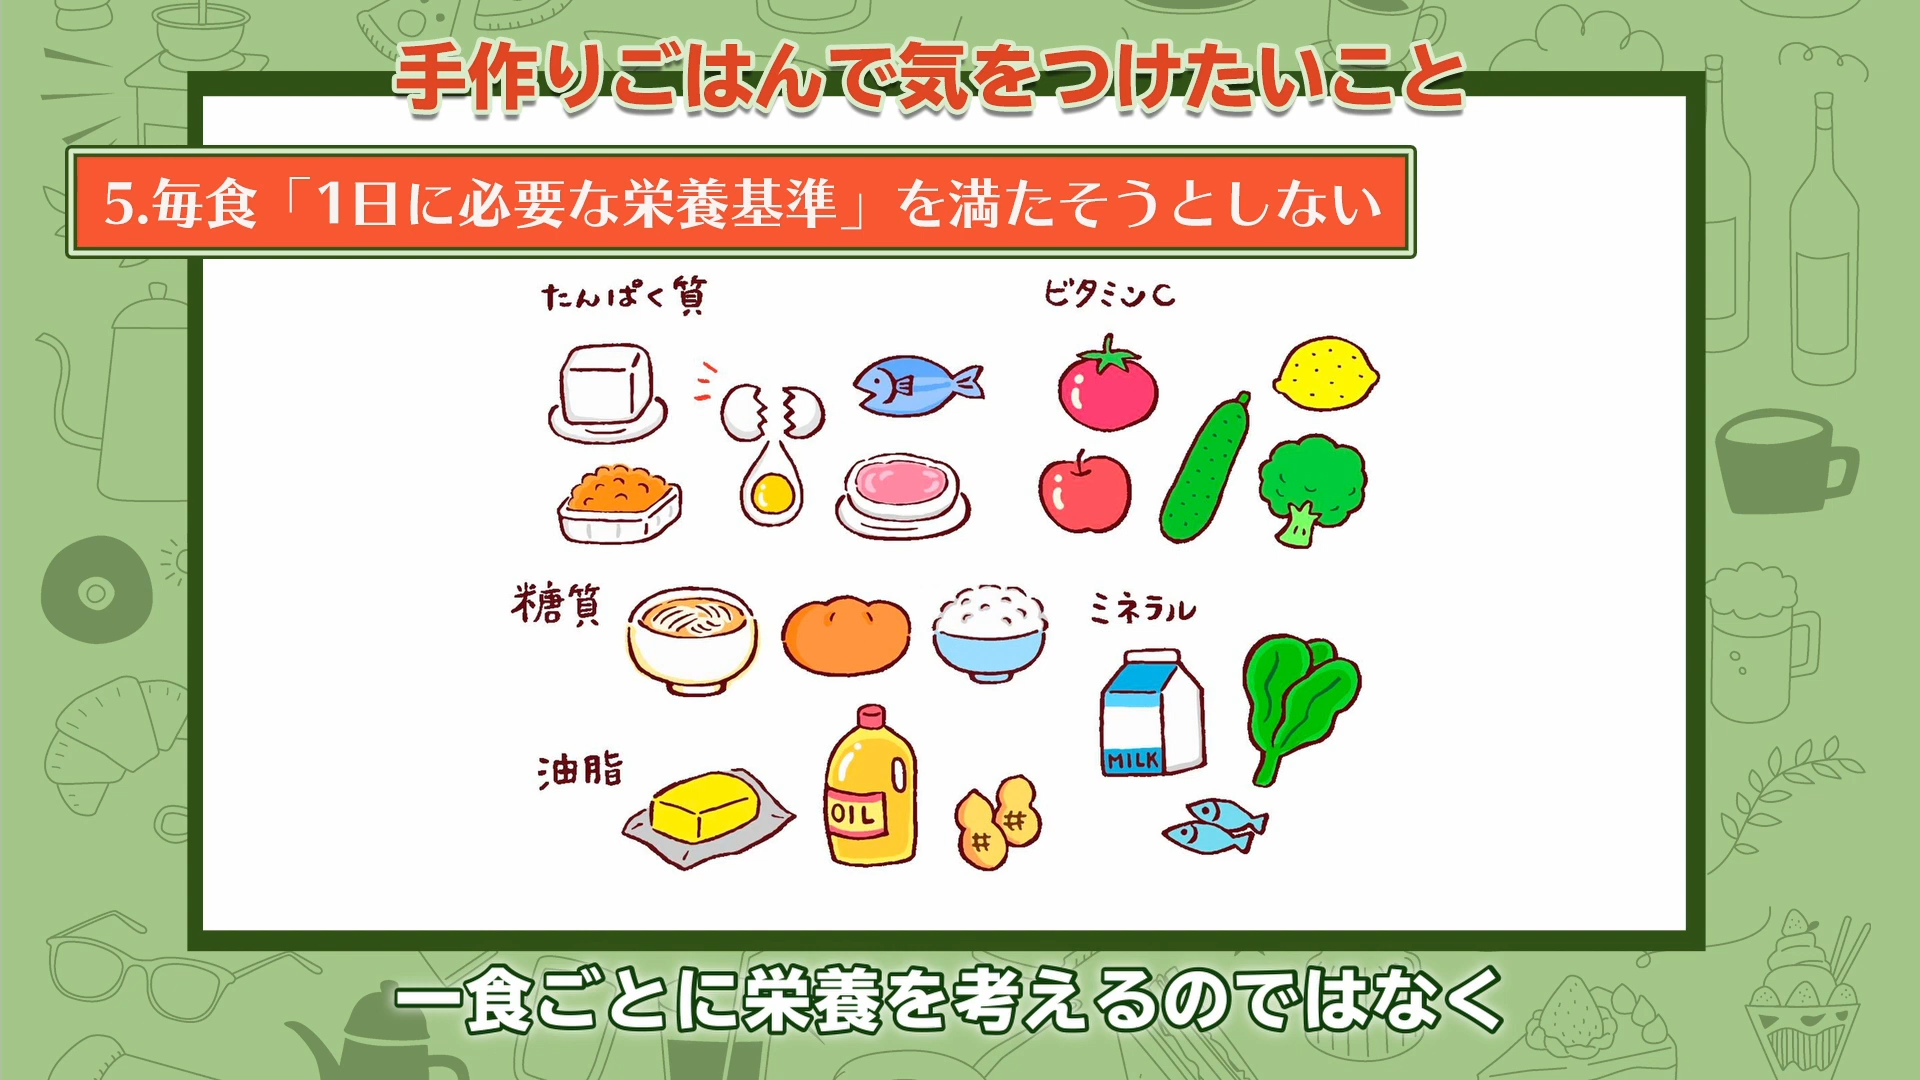 手作りごはんで気をつけたいこと
5.毎食「1日に必要な栄養基準」を満たそうとしない
たんぱく質
ビタミンC
糖質
ミネラル
MILK
油脂
OIL
一食ごとに栄養を考えるのではなく